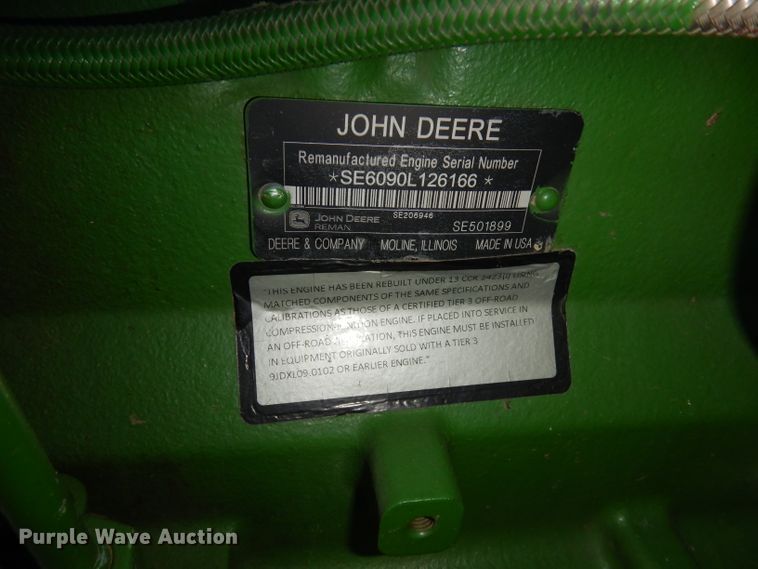 JOHN DEERE
Remanufactured Engine Serial Number
*SE6090L126166*
SE206946
JOHN DEERE
REMAN
SE501899
DEERE & COMPANY MOLINE, ILLINOIS MADE IN USA
"THIS ENGINE HAS BEEN REBUILT UNDER 13 CCR 2423(l) USING
MATCHED COMPONENTS OF THE SAME SPECIFICATIONS AND
CALIBRATIONS AS THOSE OF A CERTIFIED TIER 3 OFF-ROAD
COMPRESSION-IGNITION ENGINE. IF PLACED INTO SERVICE IN
AN OFF-ROAD APPLICATION, THIS ENGINE MUST BE INSTALLED
IN EQUIPMENT ORIGINALLY SOLD WITH A TIER 3
9JDXL09.0102 OR EARLIER ENGINE."
Purple Wave Auction